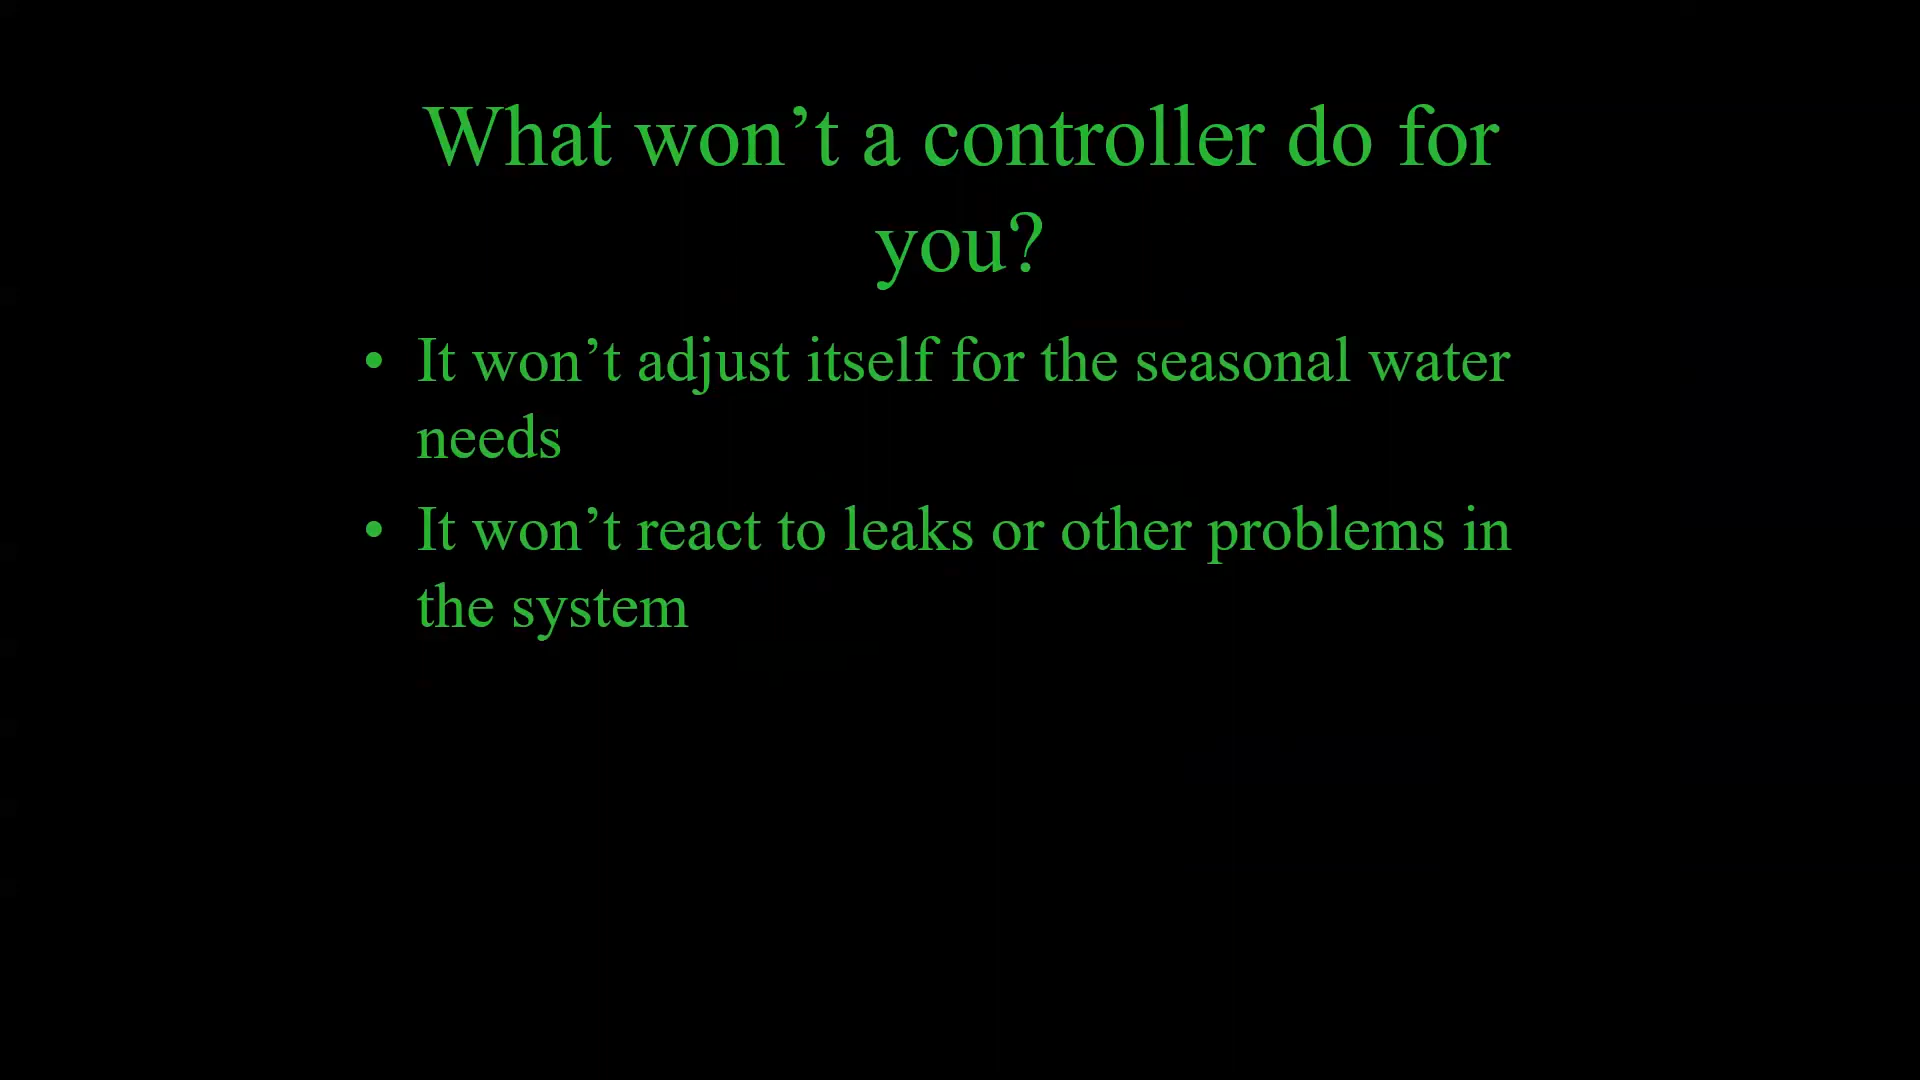 What won’t a controller do for
you?
• It won’t adjust itself for the seasonal water
needs
• It won’t react to leaks or other problems in
the system